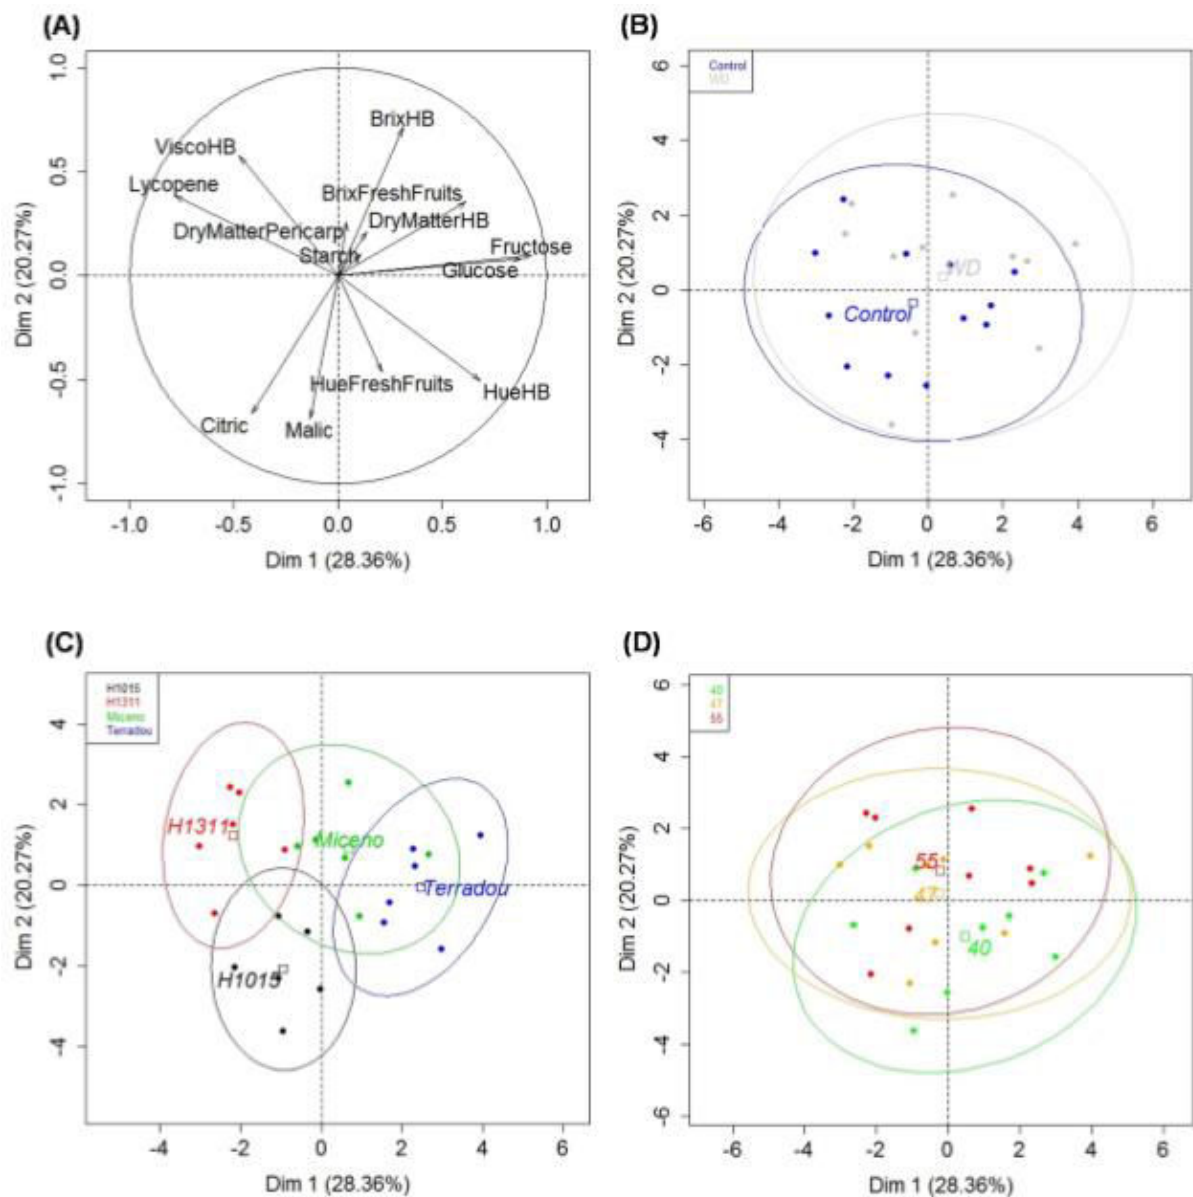 (A)
1.0
0.5
0.0
-0.5
-1.0
Dim 2 (20.27%)
BrixHB
ViscoHB
Lycopene
BrixFreshFruits
DryMatterHB
DryMatterPericarp
Starch
Fructose
Glucose
HueFreshFruits
HueHB
Citric
Malic
-1.0 -0.5 0.0 0.5 1.0
Dim 1 (28.36%)
(B)
Control
WD
6
4
2
0
-2
-4
Dim 2 (20.27%)
WD
Control
-6 -4 -2 0 2 4 6
Dim 1 (28.36%)
(C)
H1015
H1311
Miceno
Terradou
4
2
0
-2
-4
Dim 2 (20.27%)
H1311
Miceno
Terradou
H1015
-4 -2 0 2 4 6
Dim 1 (28.36%)
(D)
40
47
55
6
4
2
0
-2
-4
-6
Dim 2 (20.27%)
55
47
40
-6 -4 -2 0 2 4 6
Dim 1 (28.36%)